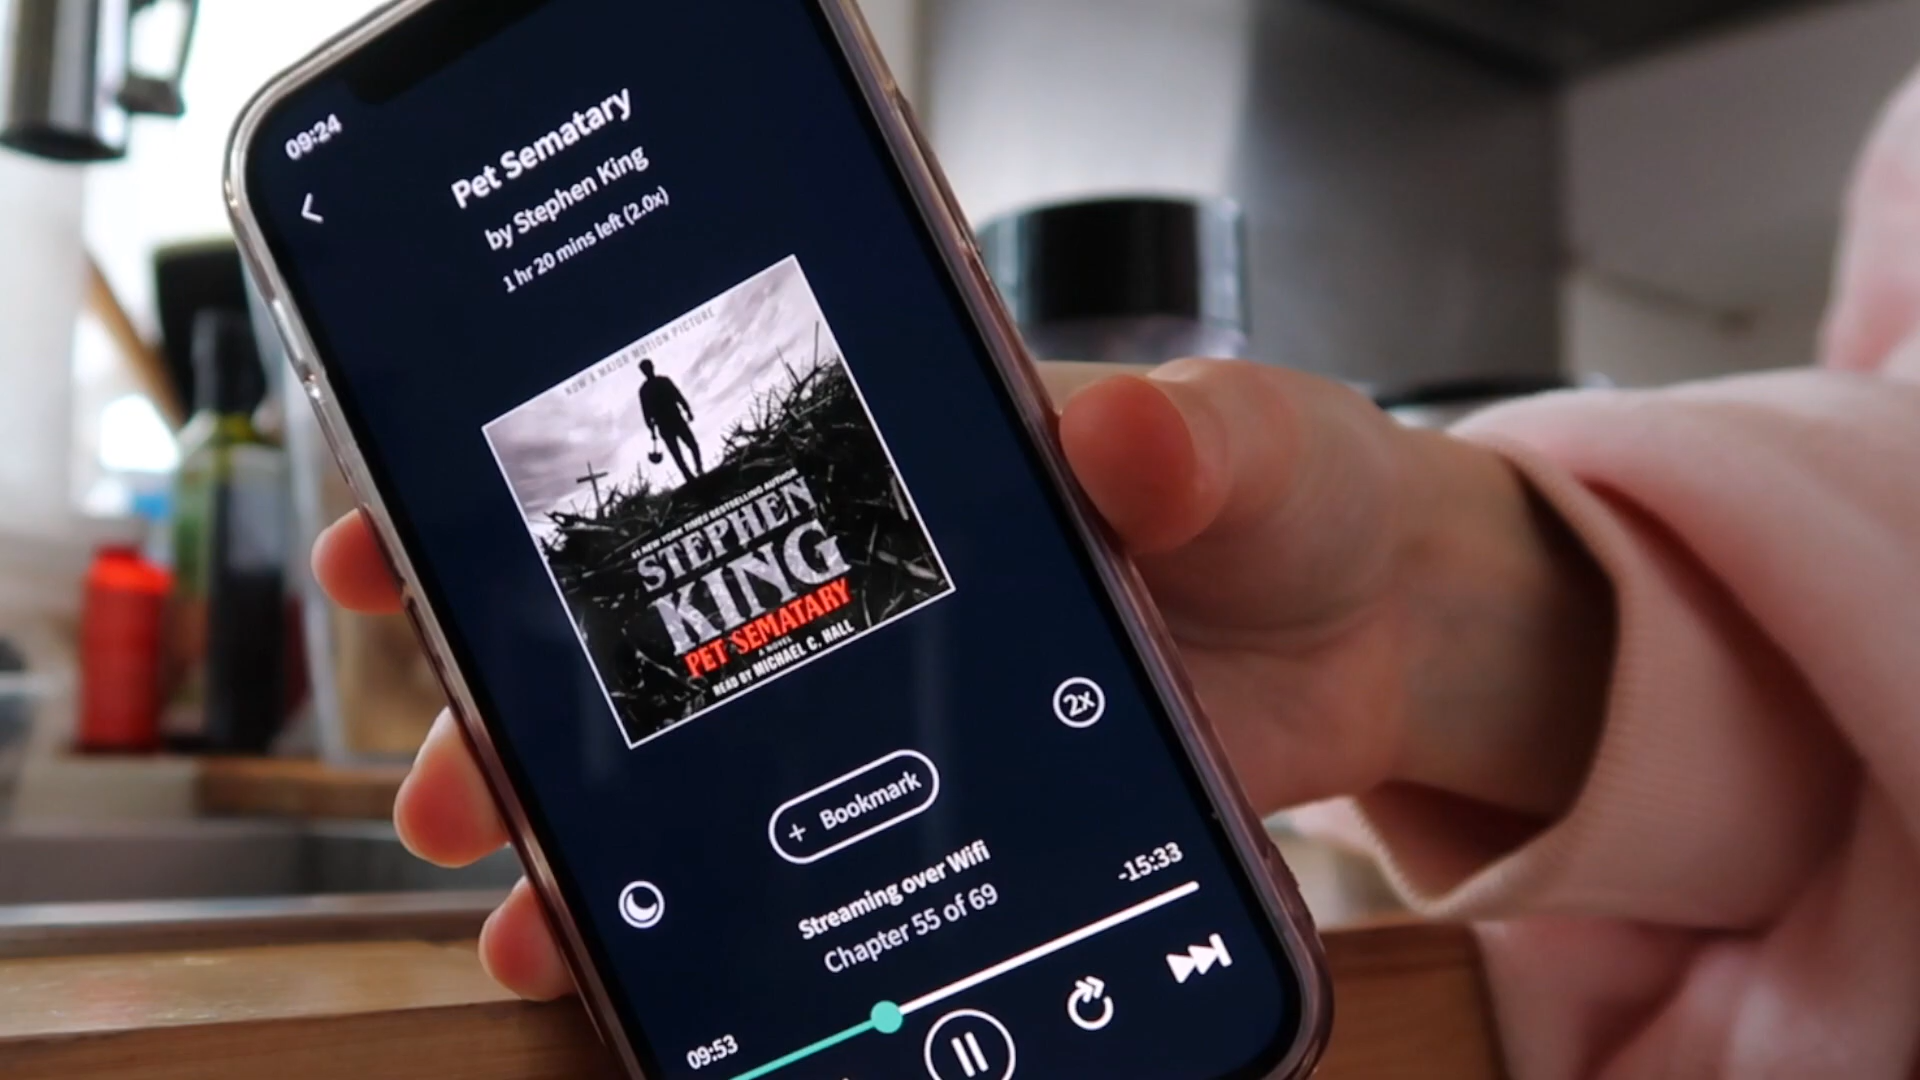 09:24
Pet Sematary
by Stephen King
1 hr 20 mins left (2.0x)
NOW A MAJOR MOTION PICTURE
#1 NEW YORK TIMES BESTSELLING AUTHOR
STEPHEN
KING
PET SEMATARY
A NOVEL
READ BY MICHAEL C. HALL
2x
+ Bookmark
Streaming over Wifi
Chapter 55 of 69
-15:33
09:53